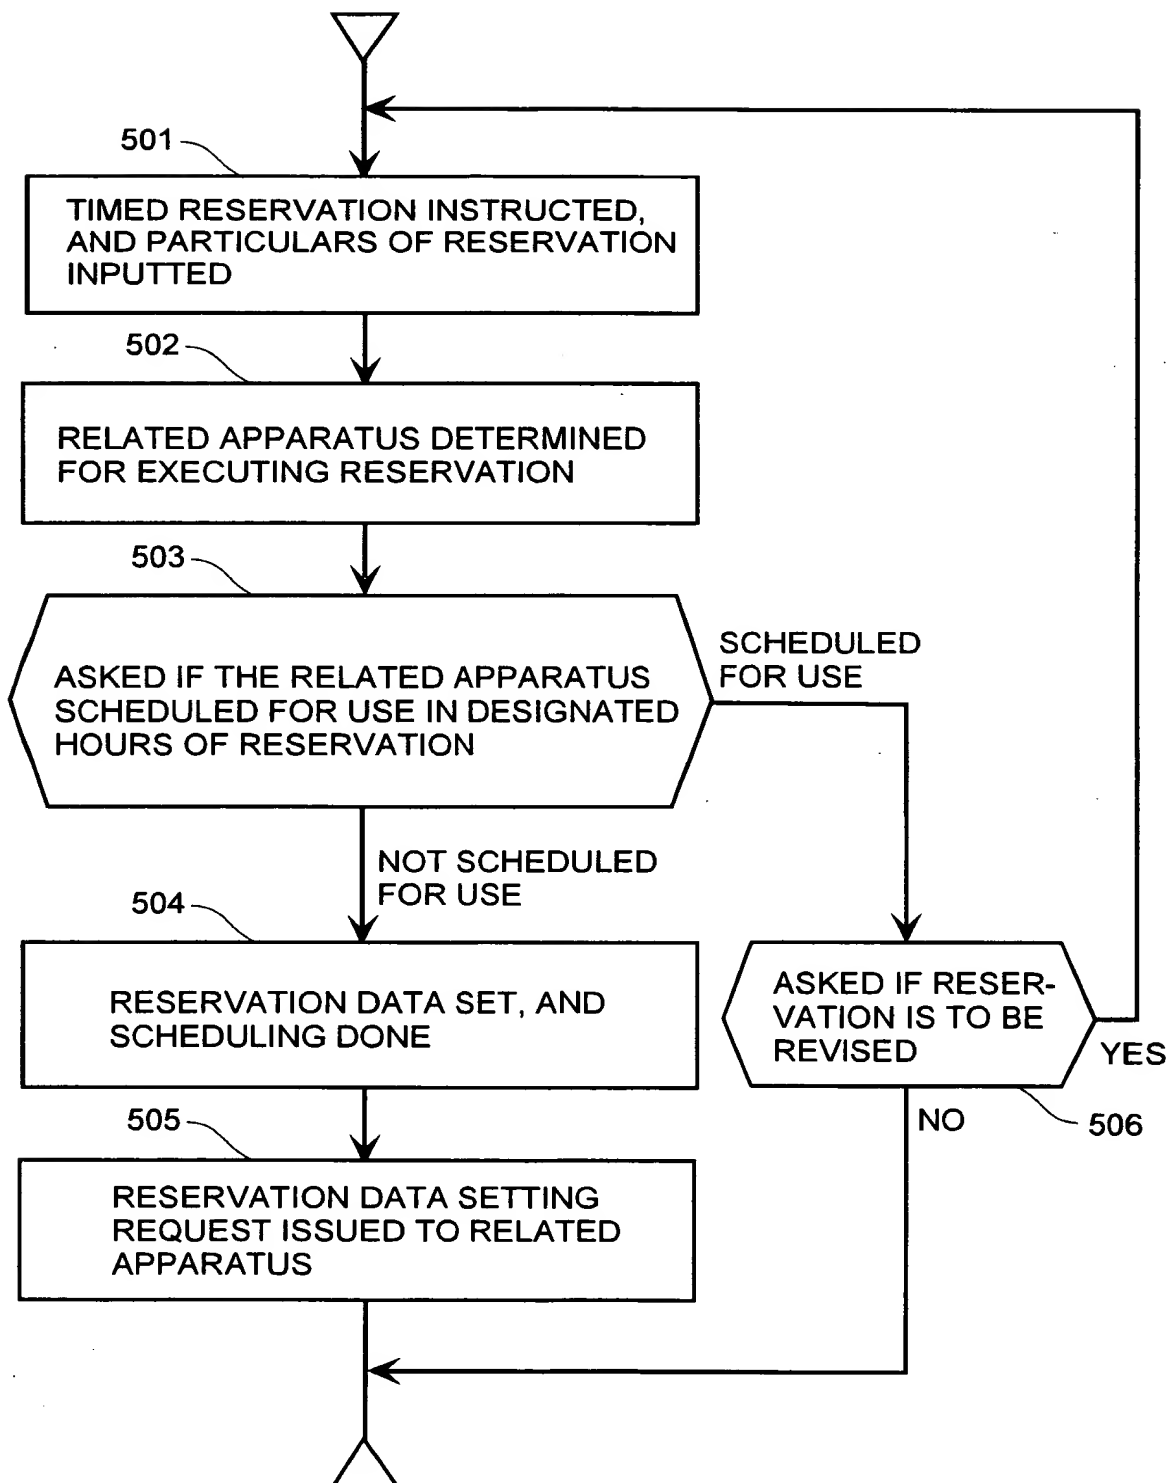 501
TIMED RESERVATION INSTRUCTED,
AND PARTICULARS OF RESERVATION
INPUTTED
502
RELATED APPARATUS DETERMINED
FOR EXECUTING RESERVATION
503
ASKED IF THE RELATED APPARATUS
SCHEDULED FOR USE IN DESIGNATED
HOURS OF RESERVATION
SCHEDULED
FOR USE
NOT SCHEDULED
FOR USE
504
RESERVATION DATA SET, AND
SCHEDULING DONE
ASKED IF RESER-
VATION IS TO BE
REVISED
YES
506
NO
505
RESERVATION DATA SETTING
REQUEST ISSUED TO RELATED
APPARATUS